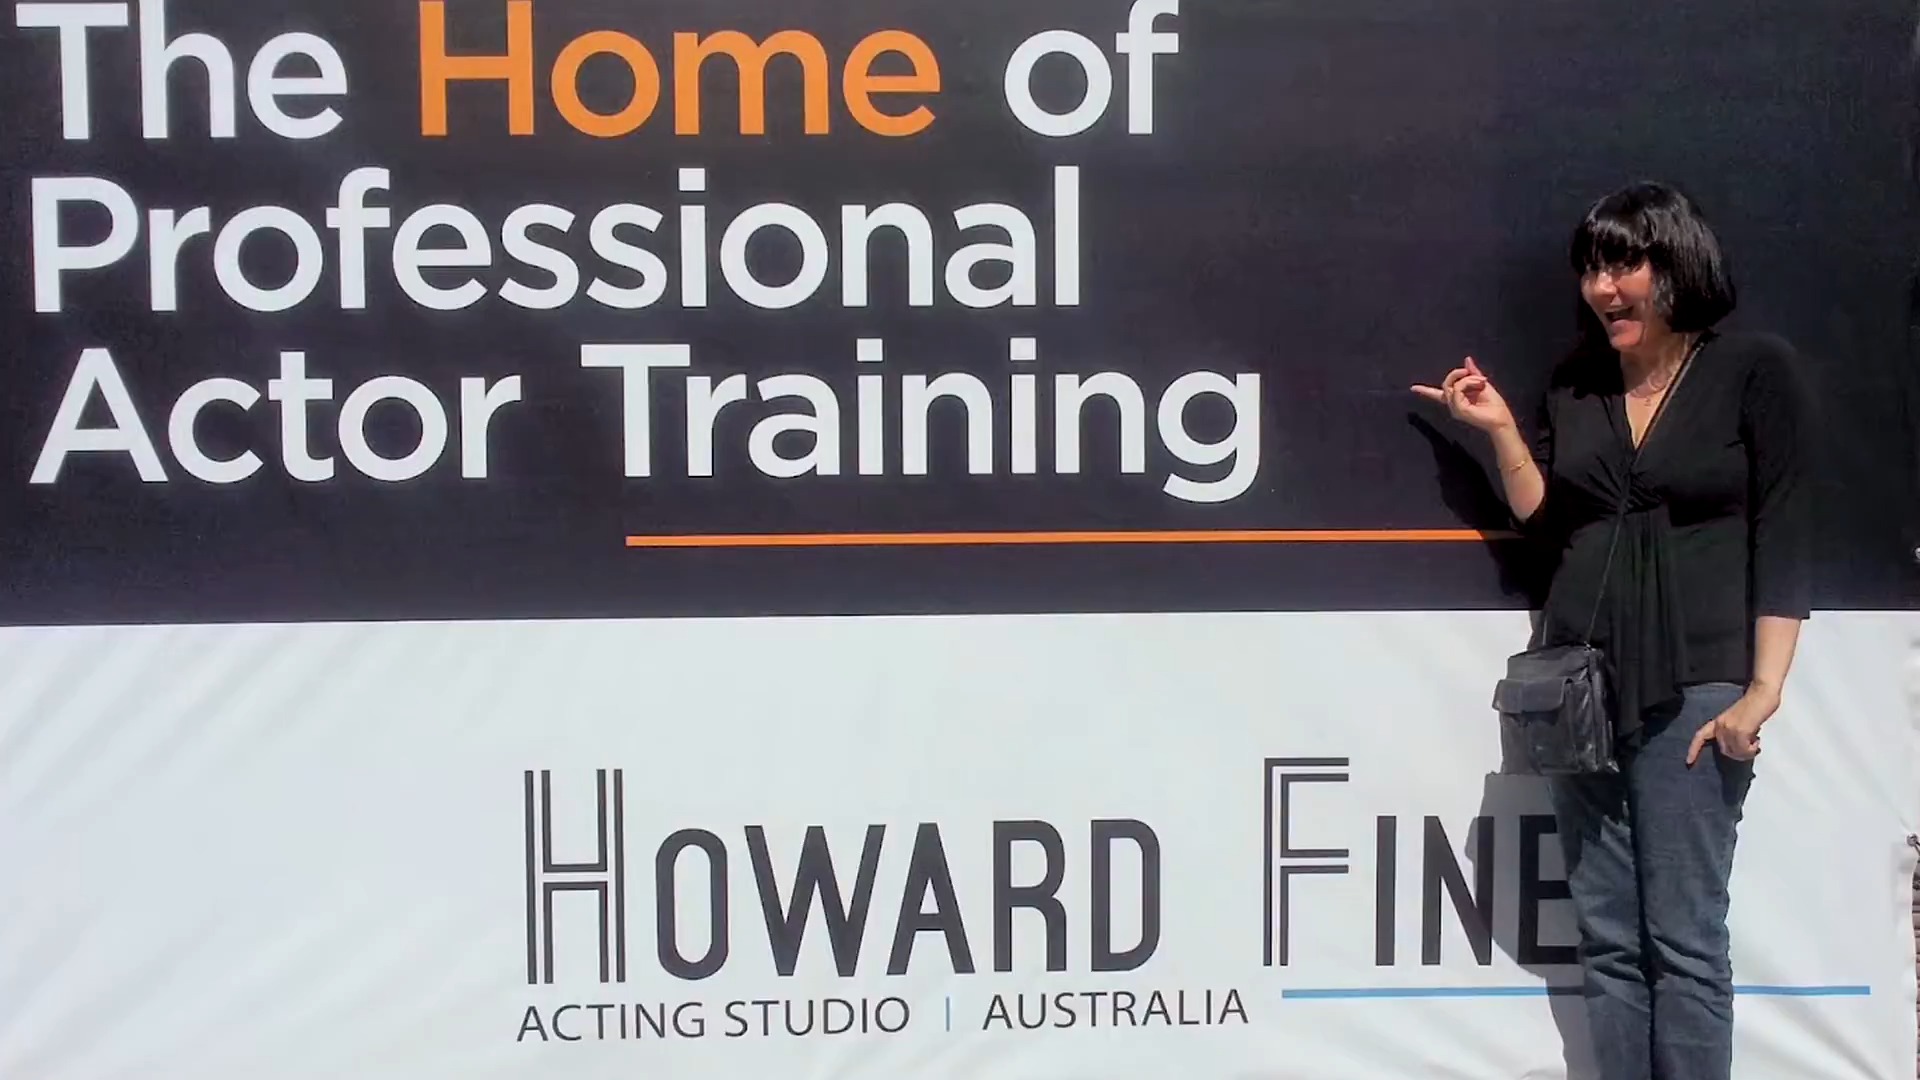 The Home of
Professional
Actor Training
HOWARD FINE
ACTING STUDIO | AUSTRALIA